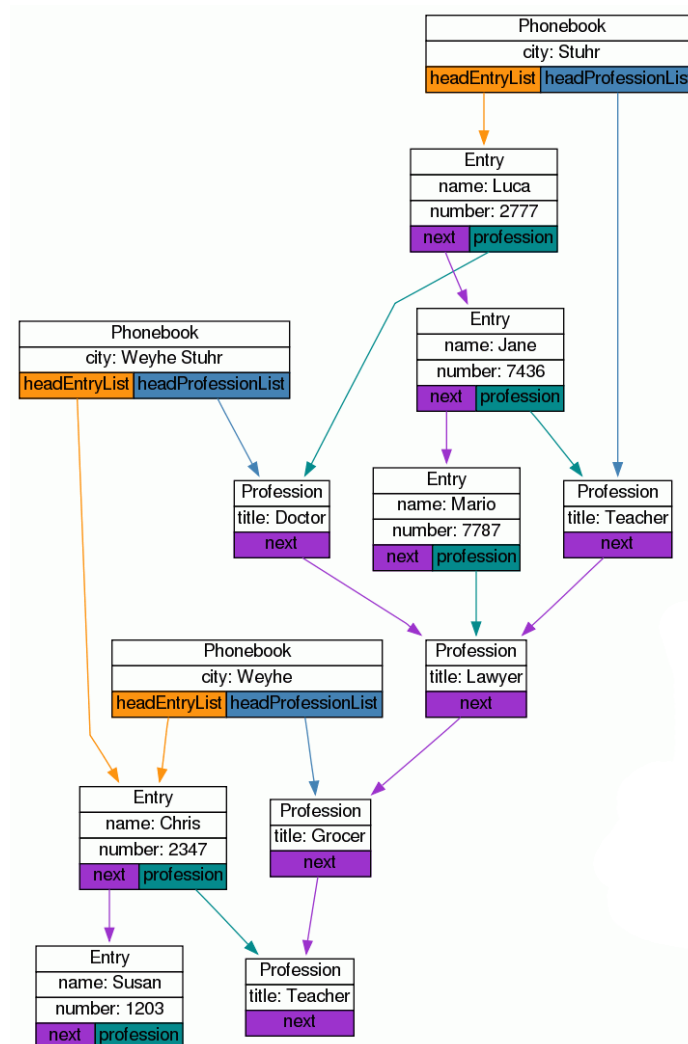 Phonebook
city: Stuhr
headEntryList headProfessionList
Entry
name: Luca
number: 2777
next profession
Phonebook
city: Weyhe Stuhr
headEntryList headProfessionList
Entry
name: Jane
number: 7436
next profession
Profession
title: Doctor
next
Entry
name: Mario
number: 7787
next profession
Profession
title: Teacher
next
Phonebook
city: Weyhe
headEntryList headProfessionList
Profession
title: Lawyer
next
Entry
name: Chris
number: 2347
next profession
Profession
title: Grocer
next
Entry
name: Susan
number: 1203
next profession
Profession
title: Teacher
next